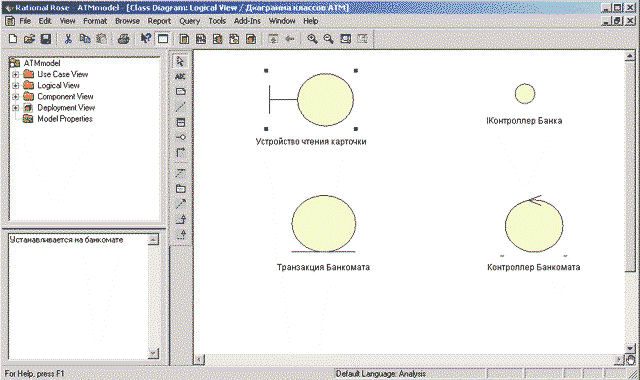 Rational Rose - ATMmodel - [Class Diagram: Logical View / Диаграмма классов ATM]
File Edit View Format Browse Report Query Tools Add-Ins Window Help
ABC
ATMmodel
Use Case View
Logical View
Component View
Deployment View
Model Properties
Устройство чтения карточки
IКонтроллер Банка
Устанавливается на банкомате
Транзакция Банкомата
Контроллер Банкомата
For Help, press F1
Default Language: Analysis